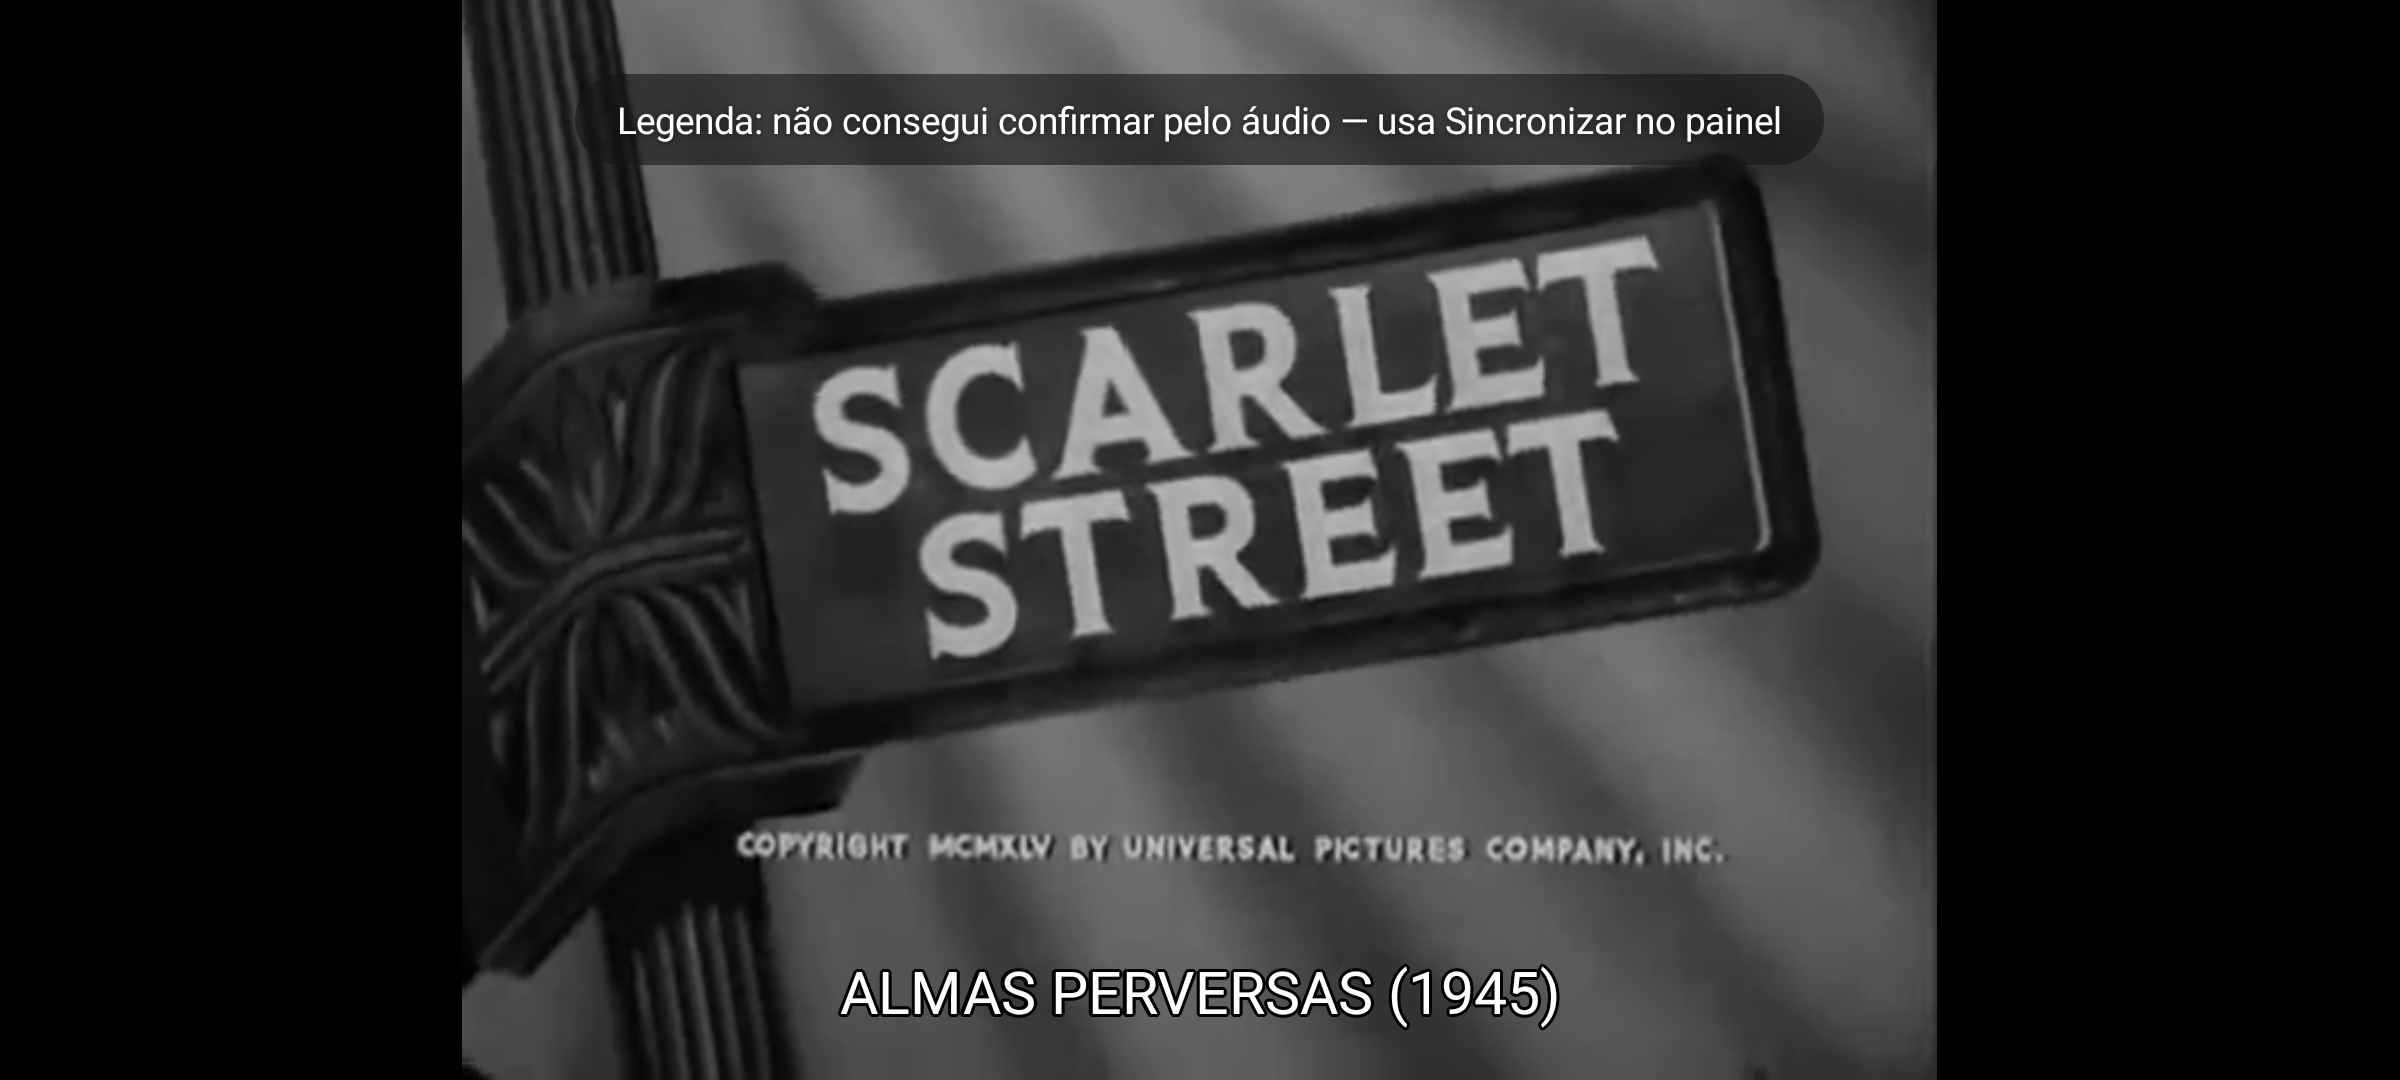 Legenda: não consegui confirmar pelo áudio — usa Sincronizar no painel
SCARLET
STREET
COPYRIGHT MCMXLV BY UNIVERSAL PICTURES COMPANY, INC.
ALMAS PERVERSAS (1945)